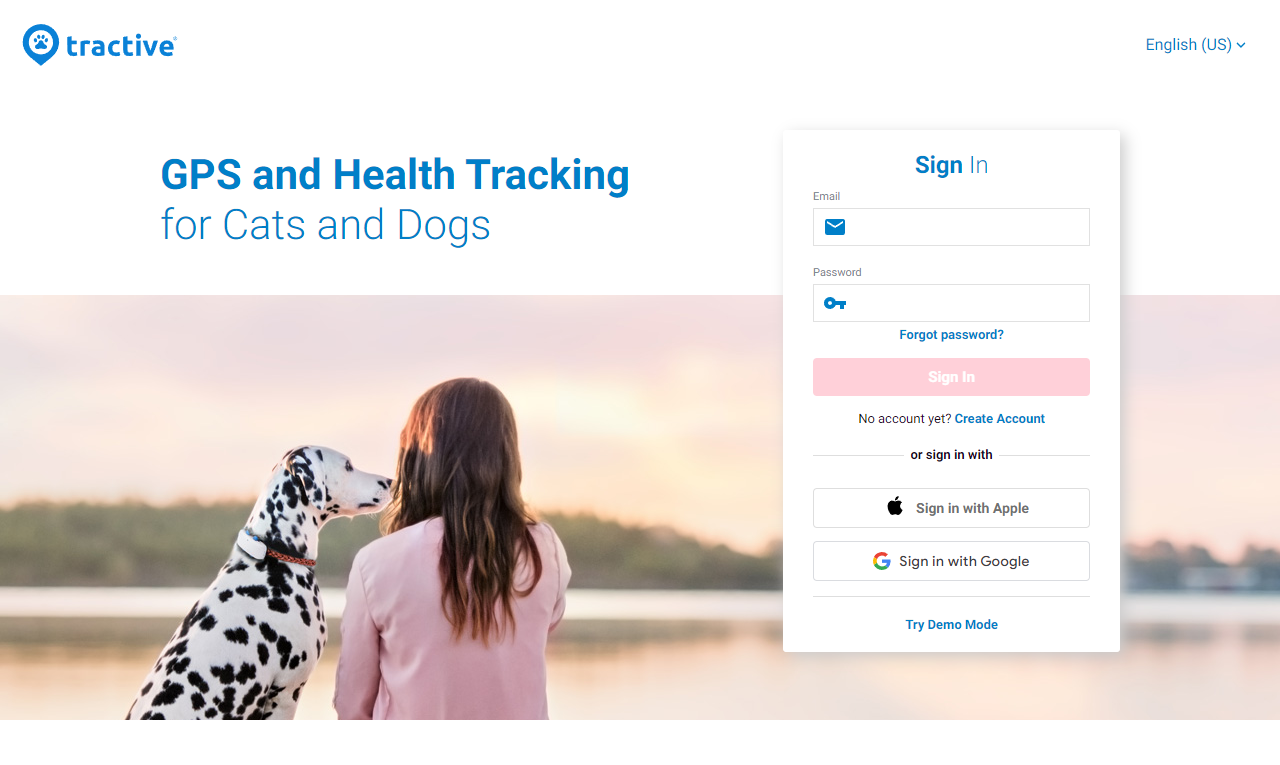 tractive
English (US)
GPS and Health Tracking
for Cats and Dogs
Sign In
Email
Password
Forgot password?
Sign In
No account yet? Create Account
or sign in with
Sign in with Apple
Sign in with Google
Try Demo Mode